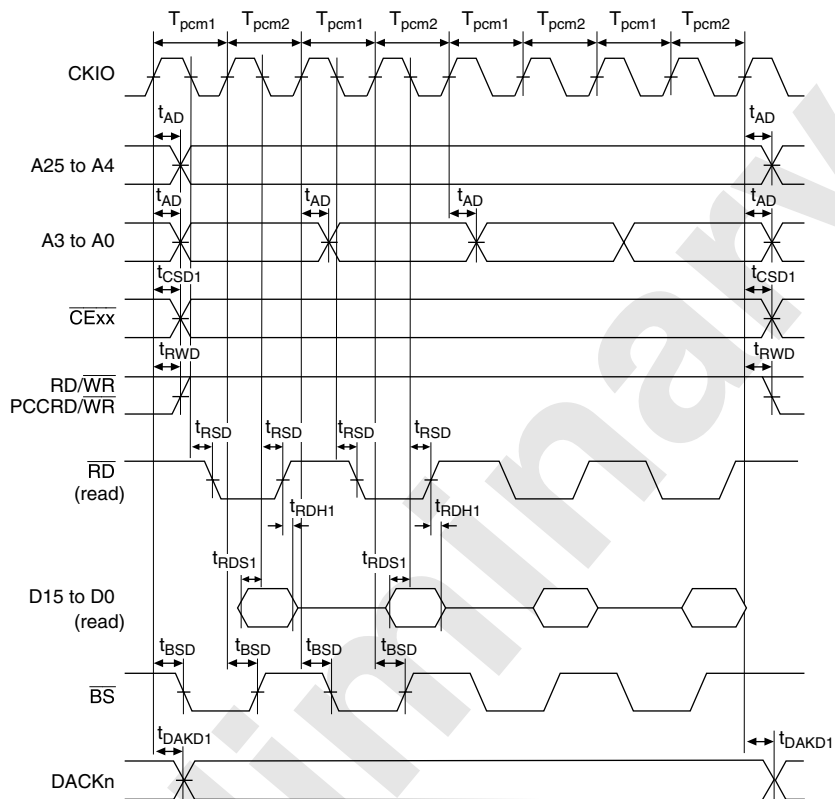 Tpcm1 Tpcm2 Tpcm1 Tpcm2 Tpcm1 Tpcm2 Tpcm1 Tpcm2
CKIO
tAD tAD
A25 to A4
tAD tAD tAD tAD
A3 to A0
tCSD1 tCSD1
CExx
tRWD tRWD
RD/WR
PCCRD/WR
tRSD tRSD tRSD tRSD
RD
(read)
tRDH1 tRDH1
tRDS1 tRDS1
D15 to D0
(read)
tBSD tBSD tBSD tBSD
BS
tDAKD1 tDAKD1
DACKn
liminary